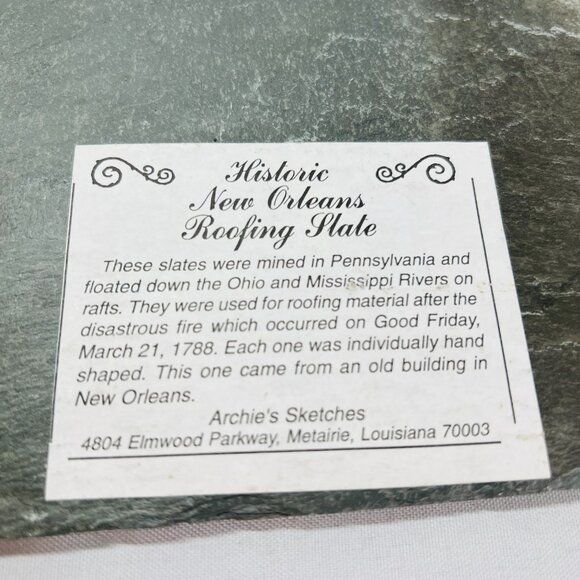 Historic
New Orleans
Roofing Slate
These slates were mined in Pennsylvania and
floated down the Ohio and Mississippi Rivers on
rafts. They were used for roofing material after the
disastrous fire which occurred on Good Friday,
March 21, 1788. Each one was individually hand
shaped. This one came from an old building in
New Orleans.
Archie's Sketches
4804 Elmwood Parkway, Metairie, Louisiana 70003